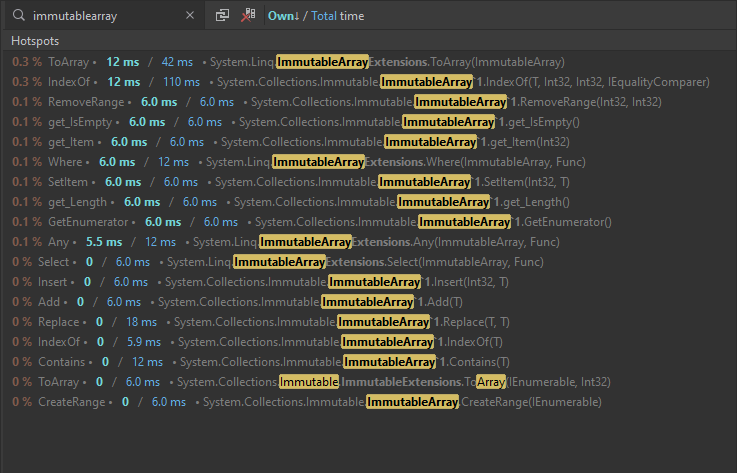 immutablearray × Own↓ / Total time
Hotspots
0.3 % ToArray • 12 ms / 42 ms • System.Linq.ImmutableArrayExtensions.ToArray(ImmutableArray)
0.3 % IndexOf • 12 ms / 110 ms • System.Collections.Immutable.ImmutableArray`1.IndexOf(T, Int32, Int32, IEqualityComparer)
0.1 % RemoveRange • 6.0 ms / 6.0 ms • System.Collections.Immutable.ImmutableArray`1.RemoveRange(Int32, Int32)
0.1 % get_IsEmpty • 6.0 ms / 6.0 ms • System.Collections.Immutable.ImmutableArray`1.get_IsEmpty()
0.1 % get_Item • 6.0 ms / 6.0 ms • System.Collections.Immutable.ImmutableArray`1.get_Item(Int32)
0.1 % Where • 6.0 ms / 12 ms • System.Linq.ImmutableArrayExtensions.Where(ImmutableArray, Func)
0.1 % SetItem • 6.0 ms / 6.0 ms • System.Collections.Immutable.ImmutableArray`1.SetItem(Int32, T)
0.1 % get_Length • 6.0 ms / 6.0 ms • System.Collections.Immutable.ImmutableArray`1.get_Length()
0.1 % GetEnumerator • 6.0 ms / 6.0 ms • System.Collections.Immutable.ImmutableArray`1.GetEnumerator()
0.1 % Any • 5.5 ms / 12 ms • System.Linq.ImmutableArrayExtensions.Any(ImmutableArray, Func)
0 % Select • 0 / 6.0 ms • System.Linq.ImmutableArrayExtensions.Select(ImmutableArray, Func)
0 % Insert • 0 / 6.0 ms • System.Collections.Immutable.ImmutableArray`1.Insert(Int32, T)
0 % Add • 0 / 6.0 ms • System.Collections.Immutable.ImmutableArray`1.Add(T)
0 % Replace • 0 / 18 ms • System.Collections.Immutable.ImmutableArray`1.Replace(T, T)
0 % IndexOf • 0 / 5.9 ms • System.Collections.Immutable.ImmutableArray`1.IndexOf(T)
0 % Contains • 0 / 12 ms • System.Collections.Immutable.ImmutableArray`1.Contains(T)
0 % ToArray • 0 / 6.0 ms • System.Collections.Immutable.ImmutableExtensions.ToArray(IEnumerable, Int32)
0 % CreateRange • 0 / 6.0 ms • System.Collections.Immutable.ImmutableArray.CreateRange(IEnumerable)